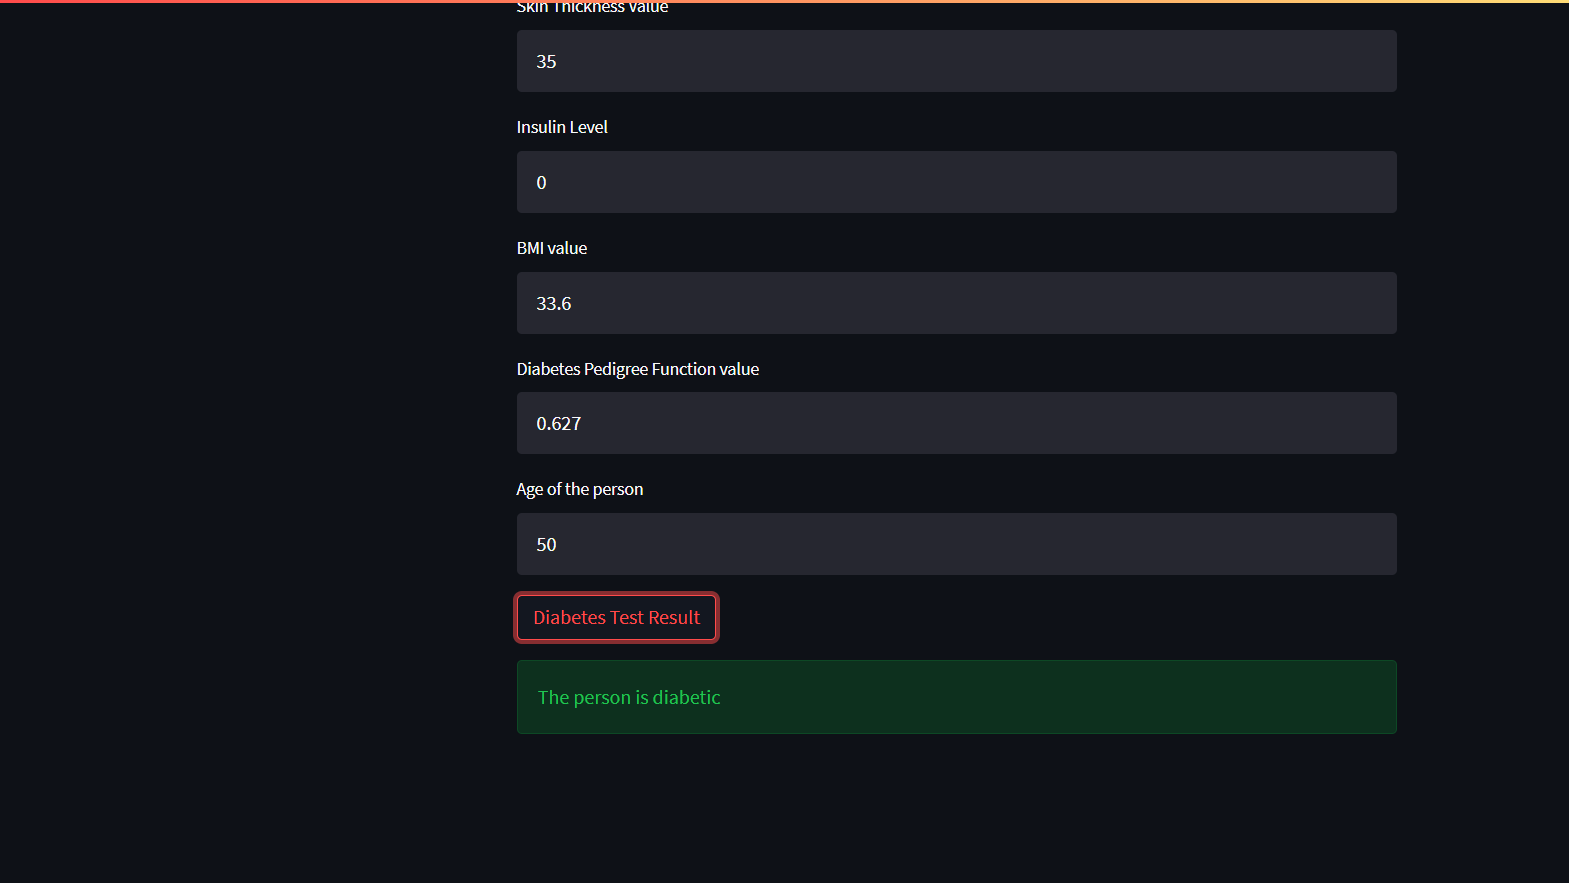 Skin Thickness value
35
Insulin Level
0
BMI value
33.6
Diabetes Pedigree Function value
0.627
Age of the person
50
Diabetes Test Result
The person is diabetic